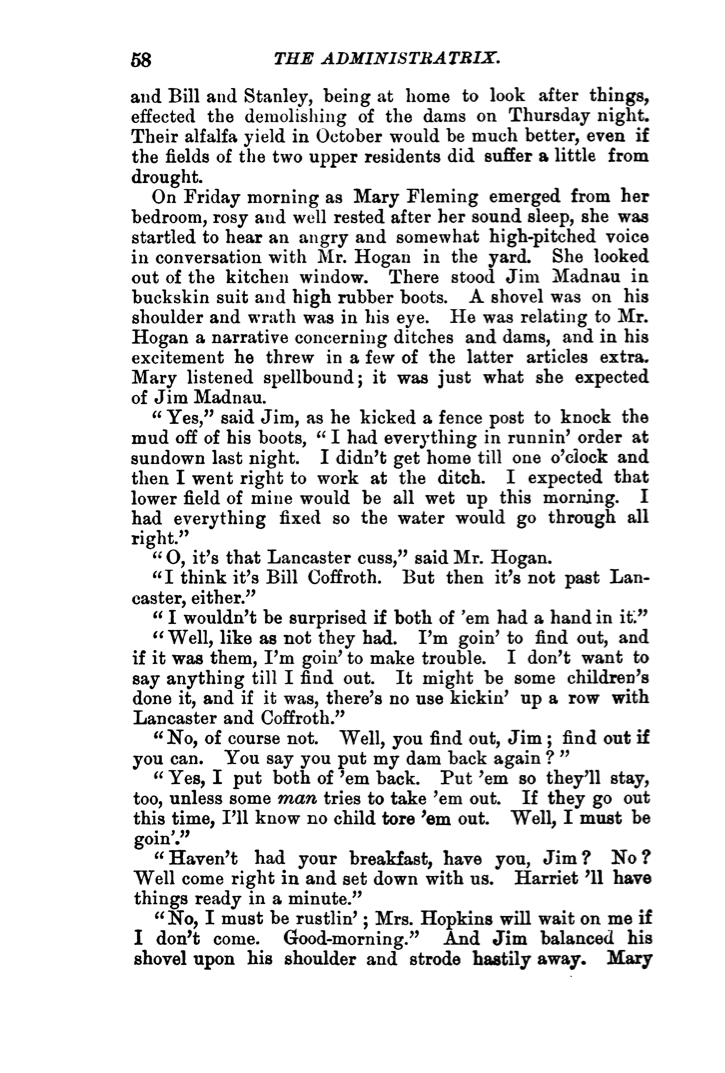 58 THE ADMINISTRATRIX.
and Bill and Stanley, being at home to look after things,
effected the demolishing of the dams on Thursday night.
Their alfalfa yield in October would be much better, even if
the fields of the two upper residents did suffer a little from
drought.
On Friday morning as Mary Fleming emerged from her
bedroom, rosy and well rested after her sound sleep, she was
startled to hear an angry and somewhat high-pitched voice
in conversation with Mr. Hogan in the yard. She looked
out of the kitchen window. There stood Jim Madnau in
buckskin suit and high rubber boots. A shovel was on his
shoulder and wrath was in his eye. He was relating to Mr.
Hogan a narrative concerning ditches and dams, and in his
excitement he threw in a few of the latter articles extra.
Mary listened spellbound; it was just what she expected
of Jim Madnau.
“Yes,” said Jim, as he kicked a fence post to knock the
mud off of his boots, “I had everything in runnin’ order at
sundown last night. I didn’t get home till one o’clock and
then I went right to work at the ditch. I expected that
lower field of mine would be all wet up this morning. I
had everything fixed so the water would go through all
right.”
“O, it’s that Lancaster cuss,” said Mr. Hogan.
“I think it’s Bill Coffroth. But then it’s not past Lan-
caster, either.”
“I wouldn’t be surprised if both of ’em had a hand in it.”
“Well, like as not they had. I’m goin’ to find out, and
if it was them, I’m goin’ to make trouble. I don’t want to
say anything till I find out. It might be some children’s
done it, and if it was, there’s no use kickin’ up a row with
Lancaster and Coffroth.”
“No, of course not. Well, you find out, Jim; find out if
you can. You say you put my dam back again?”
“Yes, I put both of ’em back. Put ’em so they’ll stay,
too, unless some man tries to take ’em out. If they go out
this time, I’ll know no child tore ’em out. Well, I must be
goin’.”
“Haven’t had your breakfast, have you, Jim? No?
Well come right in and set down with us. Harriet ’ll have
things ready in a minute.”
“No, I must be rustlin’; Mrs. Hopkins will wait on me if
I don’t come. Good-morning.” And Jim balanced his
shovel upon his shoulder and strode hastily away. Mary